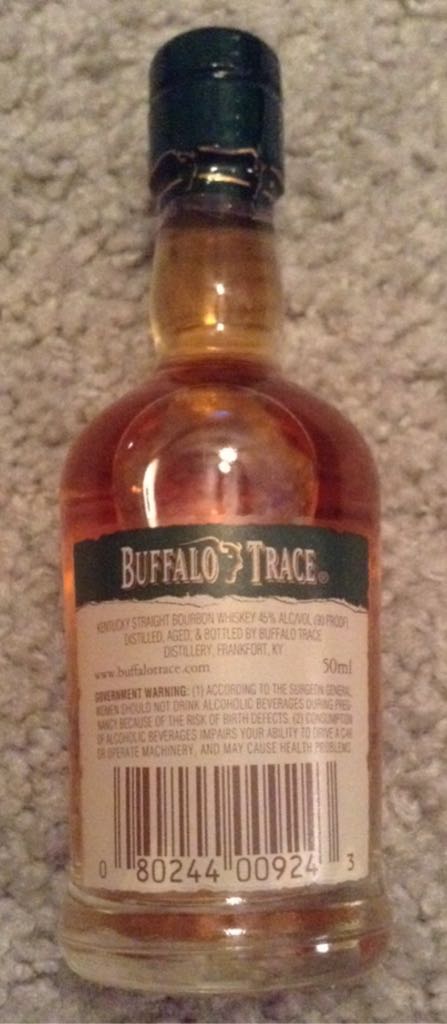 BUFFALO TRACE®
KENTUCKY STRAIGHT BOURBON WHISKEY 45% ALC/VOL (90 PROOF)
DISTILLED, AGED, & BOTTLED BY BUFFALO TRACE
DISTILLERY, FRANKFORT, KY
www.buffalotrace.com 50ml
GOVERNMENT WARNING: (1) ACCORDING TO THE SURGEON GENERAL,
WOMEN SHOULD NOT DRINK ALCOHOLIC BEVERAGES DURING PREG-
NANCY BECAUSE OF THE RISK OF BIRTH DEFECTS. (2) CONSUMPTION
OF ALCOHOLIC BEVERAGES IMPAIRS YOUR ABILITY TO DRIVE A CAR
OR OPERATE MACHINERY, AND MAY CAUSE HEALTH PROBLEMS.
0 80244 00924 3